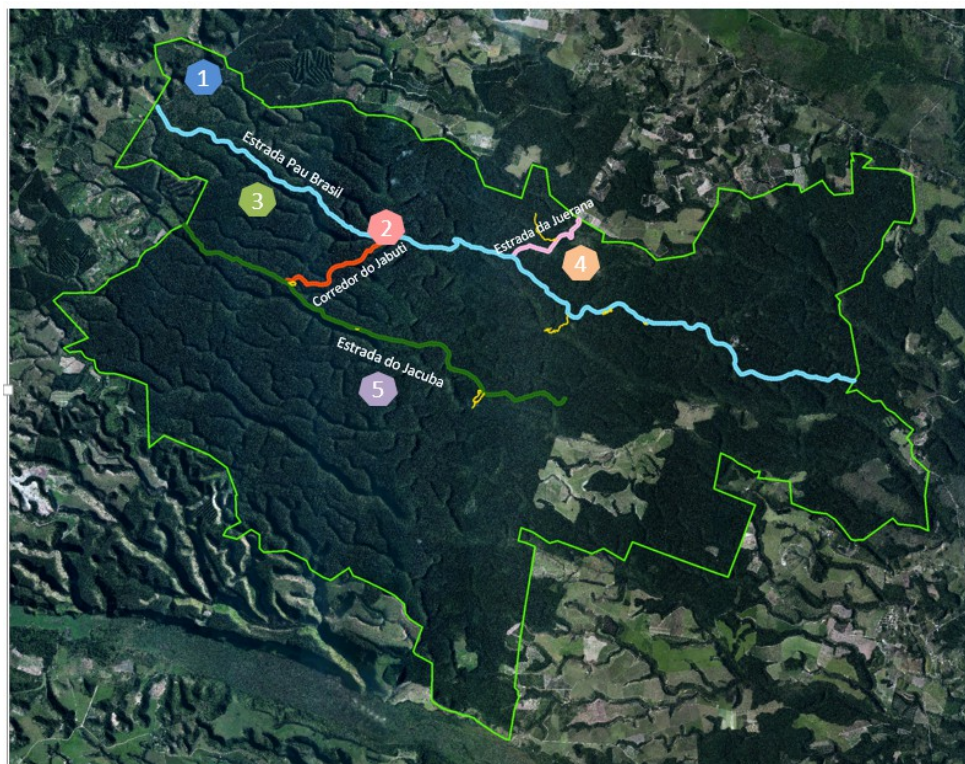 1
Estrada Pau Brasil
3
2
Estrada da Juerana
4
Corredor do Jabuti
Estrada do Jacuba
5